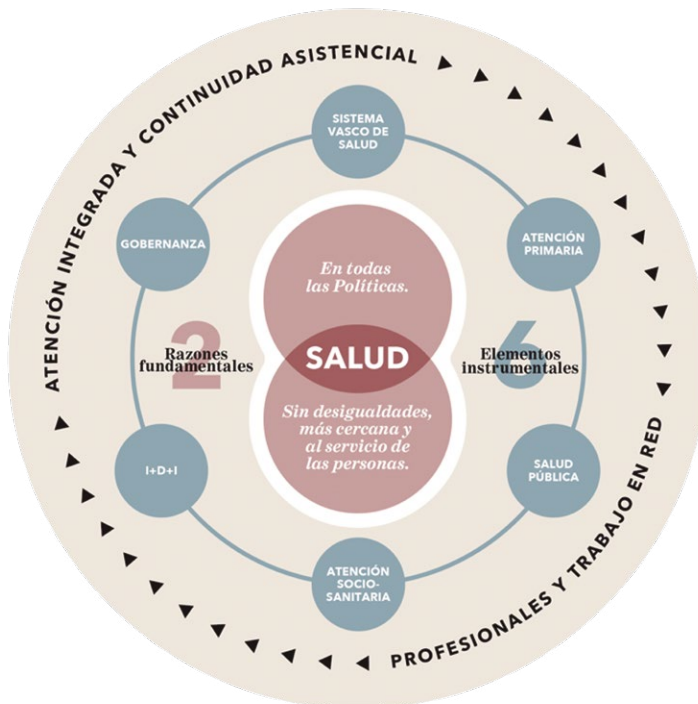 ATENCIÓN INTEGRADA Y CONTINUIDAD ASISTENCIAL
SISTEMA
VASCO DE
SALUD
GOBERNANZA
ATENCIÓN
PRIMARIA
En todas
las Políticas.
2
Razones
fundamentales
SALUD
6
Elementos
instrumentales
Sin desigualdades,
más cercana y
al servicio de
las personas.
I+D+I
SALUD
PÚBLICA
ATENCIÓN
SOCIO-
SANITARIA
PROFESIONALES Y TRABAJO EN RED